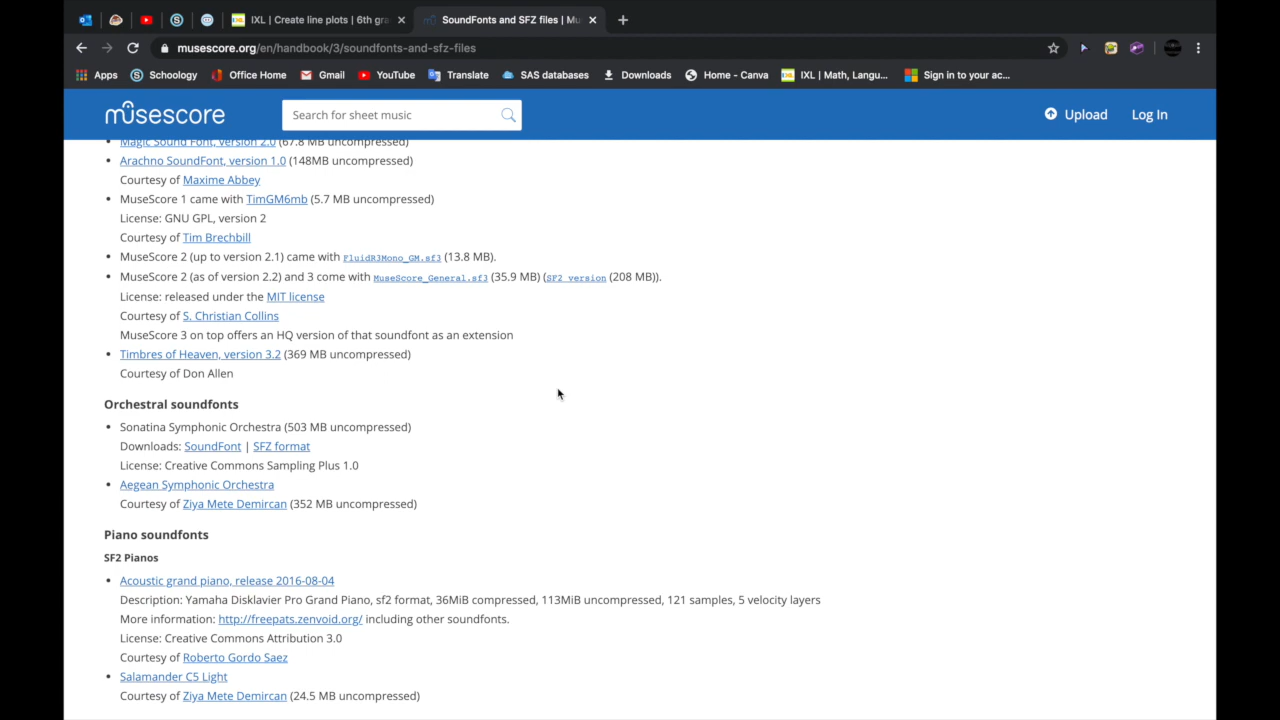 IXL | Create line plots | 6th gra
SoundFonts and SFZ files | Mu
musescore.org/en/handbook/3/soundfonts-and-sfz-files
Apps Schoology Office Home Gmail YouTube Translate SAS databases Downloads Home - Canva IXL | Math, Langu... Sign in to your ac...
musescore Search for sheet music Upload Log In
Magic Sound Font, version 2.0 (67.8 MB uncompressed)
Arachno SoundFont, version 1.0 (148MB uncompressed)
Courtesy of Maxime Abbey
MuseScore 1 came with TimGM6mb (5.7 MB uncompressed)
License: GNU GPL, version 2
Courtesy of Tim Brechbill
MuseScore 2 (up to version 2.1) came with FluidR3Mono_GM.sf3 (13.8 MB).
MuseScore 2 (as of version 2.2) and 3 come with MuseScore_General.sf3 (35.9 MB) (SF2 version (208 MB)).
License: released under the MIT license
Courtesy of S. Christian Collins
MuseScore 3 on top offers an HQ version of that soundfont as an extension
Timbres of Heaven, version 3.2 (369 MB uncompressed)
Courtesy of Don Allen
Orchestral soundfonts
Sonatina Symphonic Orchestra (503 MB uncompressed)
Downloads: SoundFont | SFZ format
License: Creative Commons Sampling Plus 1.0
Aegean Symphonic Orchestra
Courtesy of Ziya Mete Demircan (352 MB uncompressed)
Piano soundfonts
SF2 Pianos
Acoustic grand piano, release 2016-08-04
Description: Yamaha Disklavier Pro Grand Piano, sf2 format, 36MiB compressed, 113MiB uncompressed, 121 samples, 5 velocity layers
More information: http://freepats.zenvoid.org/ including other soundfonts.
License: Creative Commons Attribution 3.0
Courtesy of Roberto Gordo Saez
Salamander C5 Light
Courtesy of Ziya Mete Demircan (24.5 MB uncompressed)